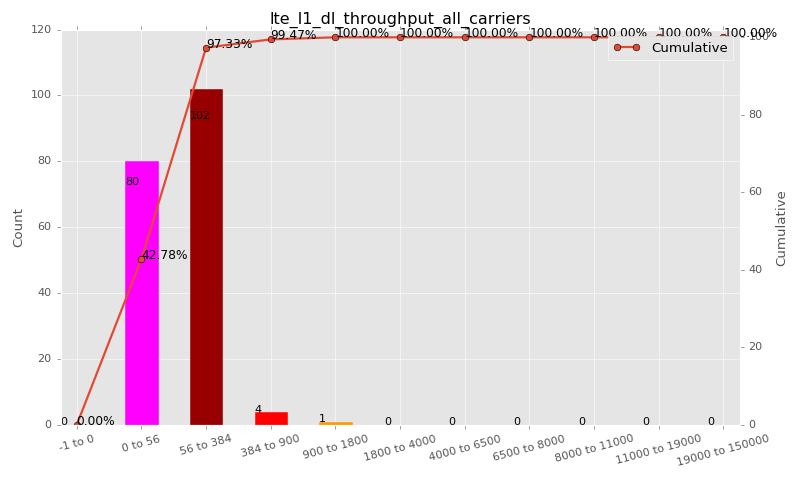 lte_l1_dl_throughput_all_carriers
120
100
80
60
40
20
0
Count
100
80
60
40
20
0
Cumulative
Cumulative
0.00%
42.78%
97.33%
99.47%
100.00%
100.00%
100.00%
100.00%
100.00%
100.00%
100.00%
0
80
102
4
1
0
0
0
0
0
0
-1 to 0
0 to 56
56 to 384
384 to 900
900 to 1800
1800 to 4000
4000 to 6500
6500 to 8000
8000 to 11000
11000 to 19000
19000 to 150000